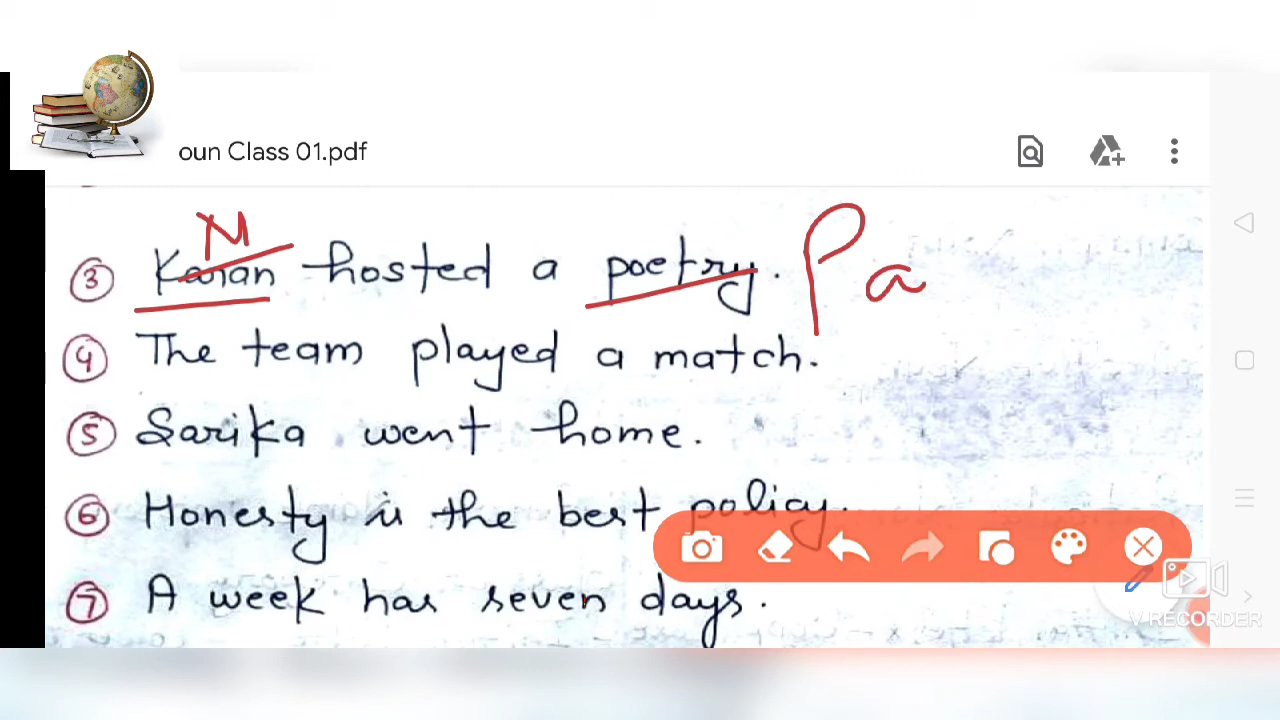 oun Class 01.pdf
N
③ Karan hosted a poetry. Pa
④ The team played a match.
⑤ Sarika went home.
⑥ Honesty is the best policy.
⑦ A week has seven days.
V RECORDER